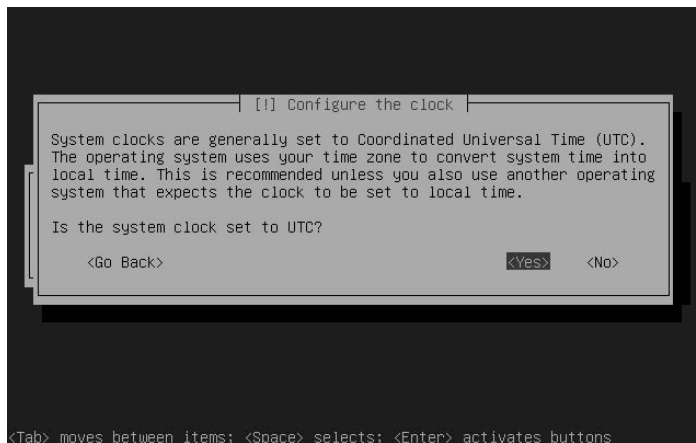 [!] Configure the clock
System clocks are generally set to Coordinated Universal Time (UTC).
The operating system uses your time zone to convert system time into
local time. This is recommended unless you also use another operating
system that expects the clock to be set to local time.
Is the system clock set to UTC?
<Go Back> <Yes> <No>
<Tab> moves between items; <Space> selects; <Enter> activates buttons